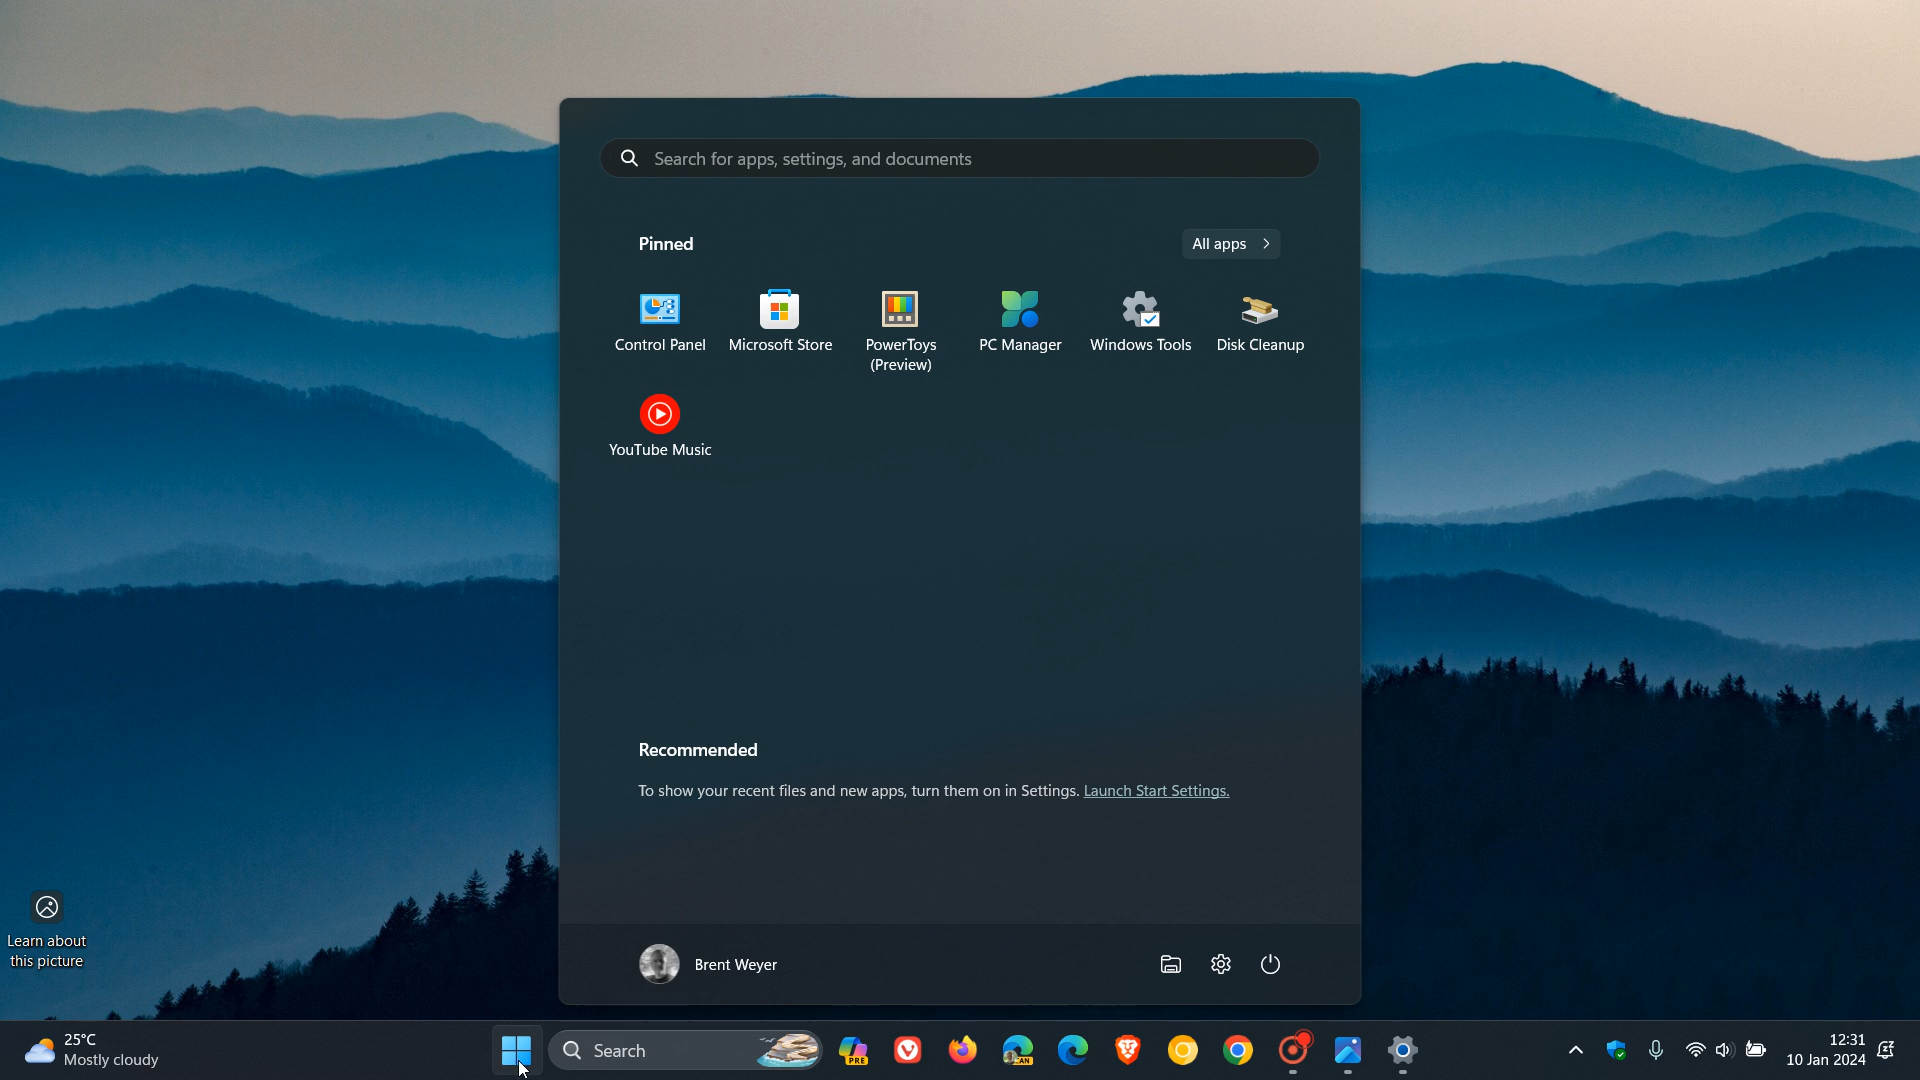 Search for apps, settings, and documents
Pinned
All apps
Control Panel
Microsoft Store
PowerToys
(Preview)
PC Manager
Windows Tools
Disk Cleanup
YouTube Music
Recommended
To show your recent files and new apps, turn them on in Settings. Launch Start Settings.
Learn about
this picture
Brent Weyer
25°C
Mostly cloudy
Search
PRE
CAN
12:31
10 Jan 2024